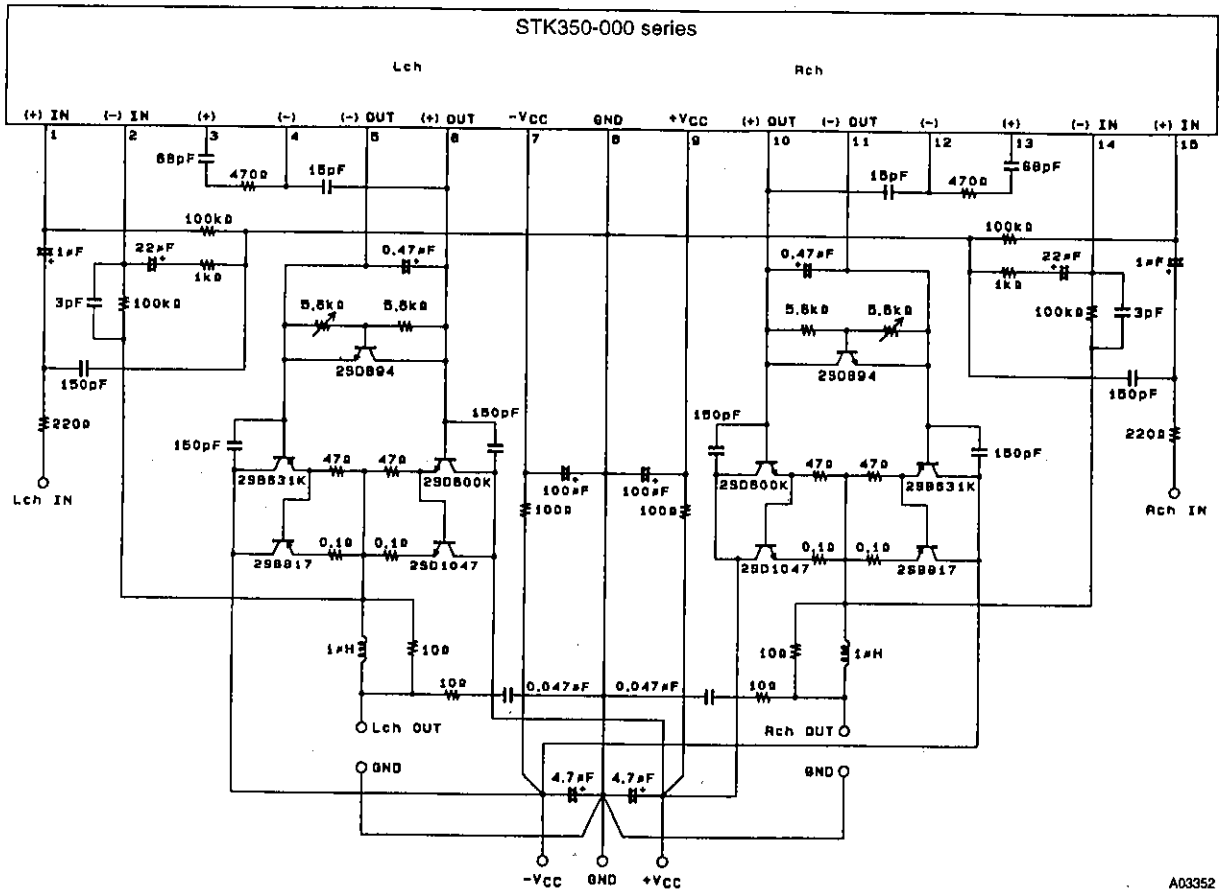 STK350-000 series
Lch Rch
(+) IN (-) IN (+) (-) (-) OUT (+) OUT -VCC GND +VCC (+) OUT (-) OUT (-) (+) (-) IN (+) IN
1 2 3 4 5 6 7 8 9 10 11 12 13 14 15
68pF 15pF 15pF 68pF
470Ω 470Ω
100kΩ 100kΩ
1μF 22μF 0.47μF 0.47μF 22μF 1μF
1kΩ 1kΩ
3pF 100kΩ 5.6kΩ 5.6kΩ 5.6kΩ 5.6kΩ 100kΩ 3pF
2SD894 2SD894
150pF 150pF
220Ω 150pF 150pF 150pF 150pF 220Ω
47Ω 47Ω 47Ω 47Ω
2SB631K 2SD600K 2SD600K 2SB631K
Lch IN 100μF 100μF Rch IN
100Ω 100Ω
0.1Ω 0.1Ω 0.1Ω 0.1Ω
2SB817 2SD1047 2SD1047 2SB817
1μH 10Ω 10Ω 1μH
10Ω 0.047μF 0.047μF 10Ω
Lch OUT Rch OUT
GND 4.7μF 4.7μF GND
-VCC GND +VCC
A03352